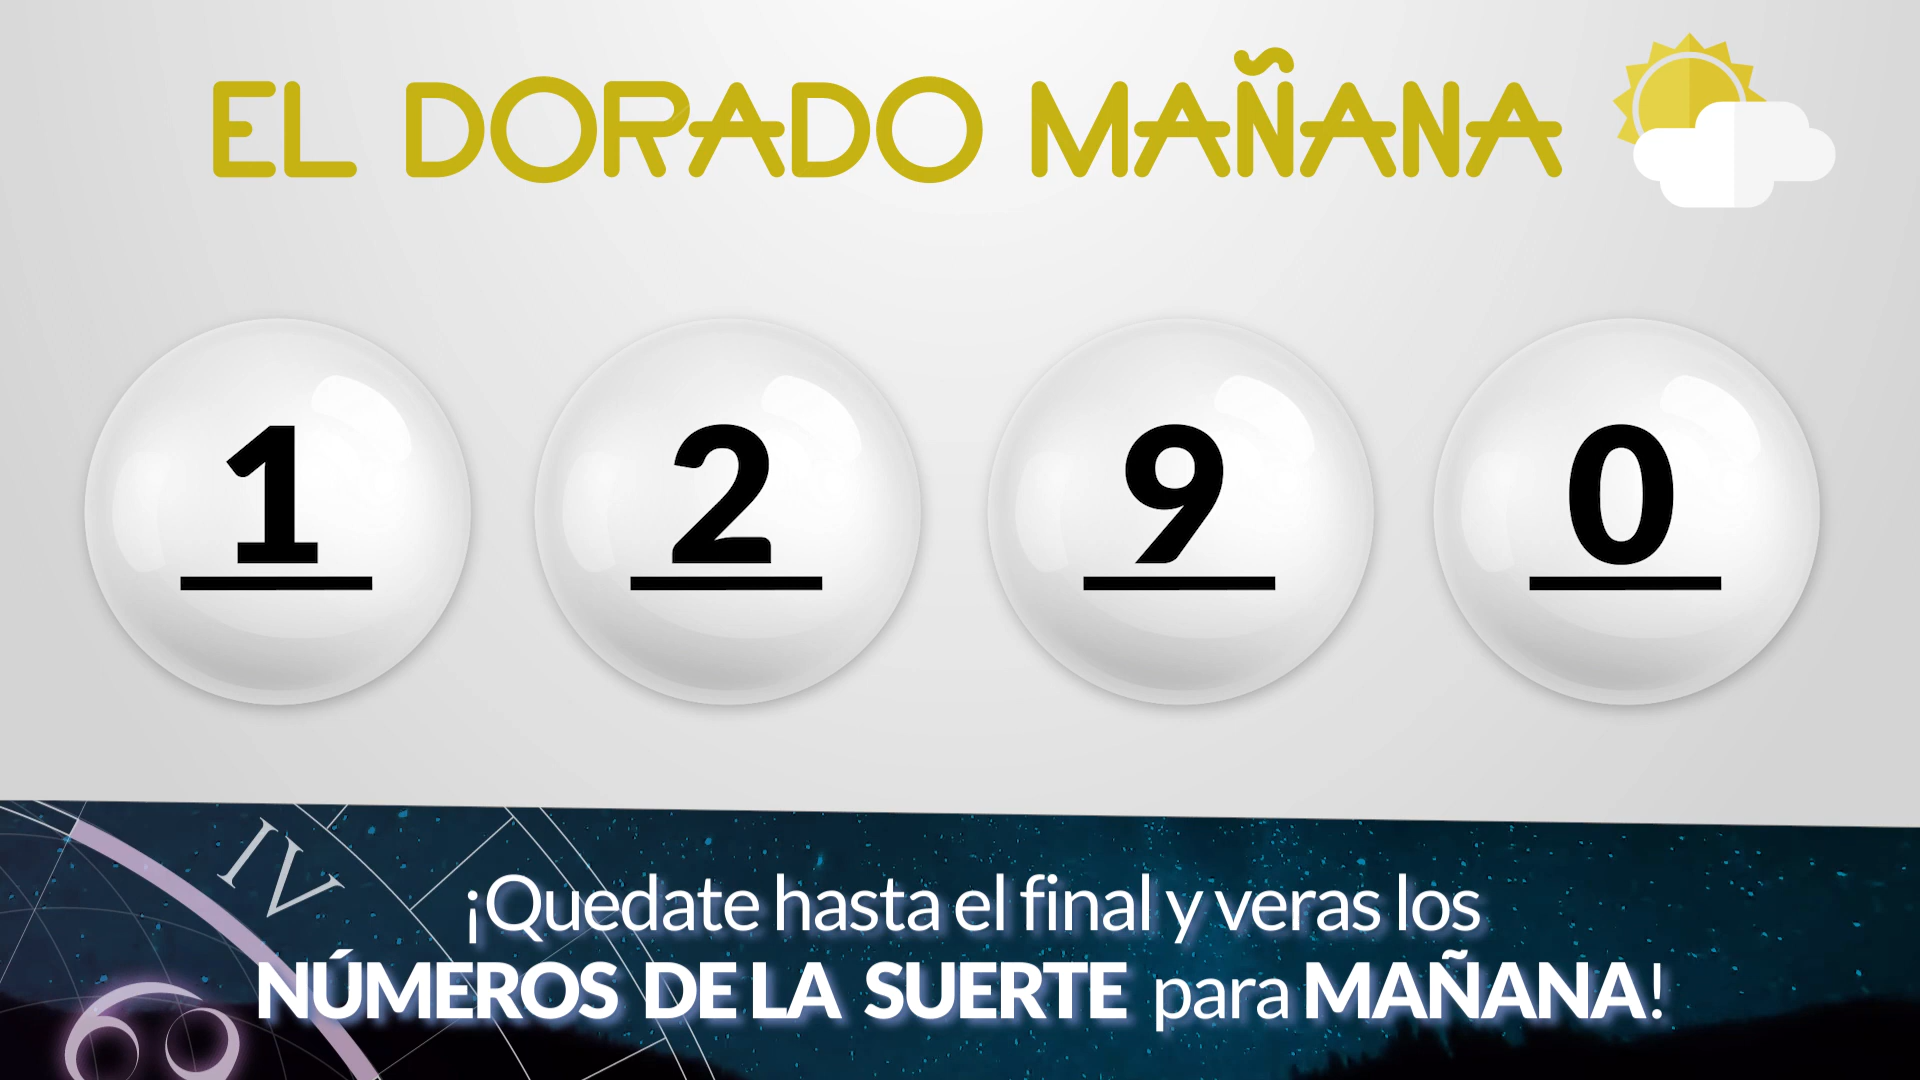 EL DORADO MAÑANA
1 2 9 0
IV
¡Quedate hasta el final y veras los
NÚMEROS DE LA SUERTE para MAÑANA!